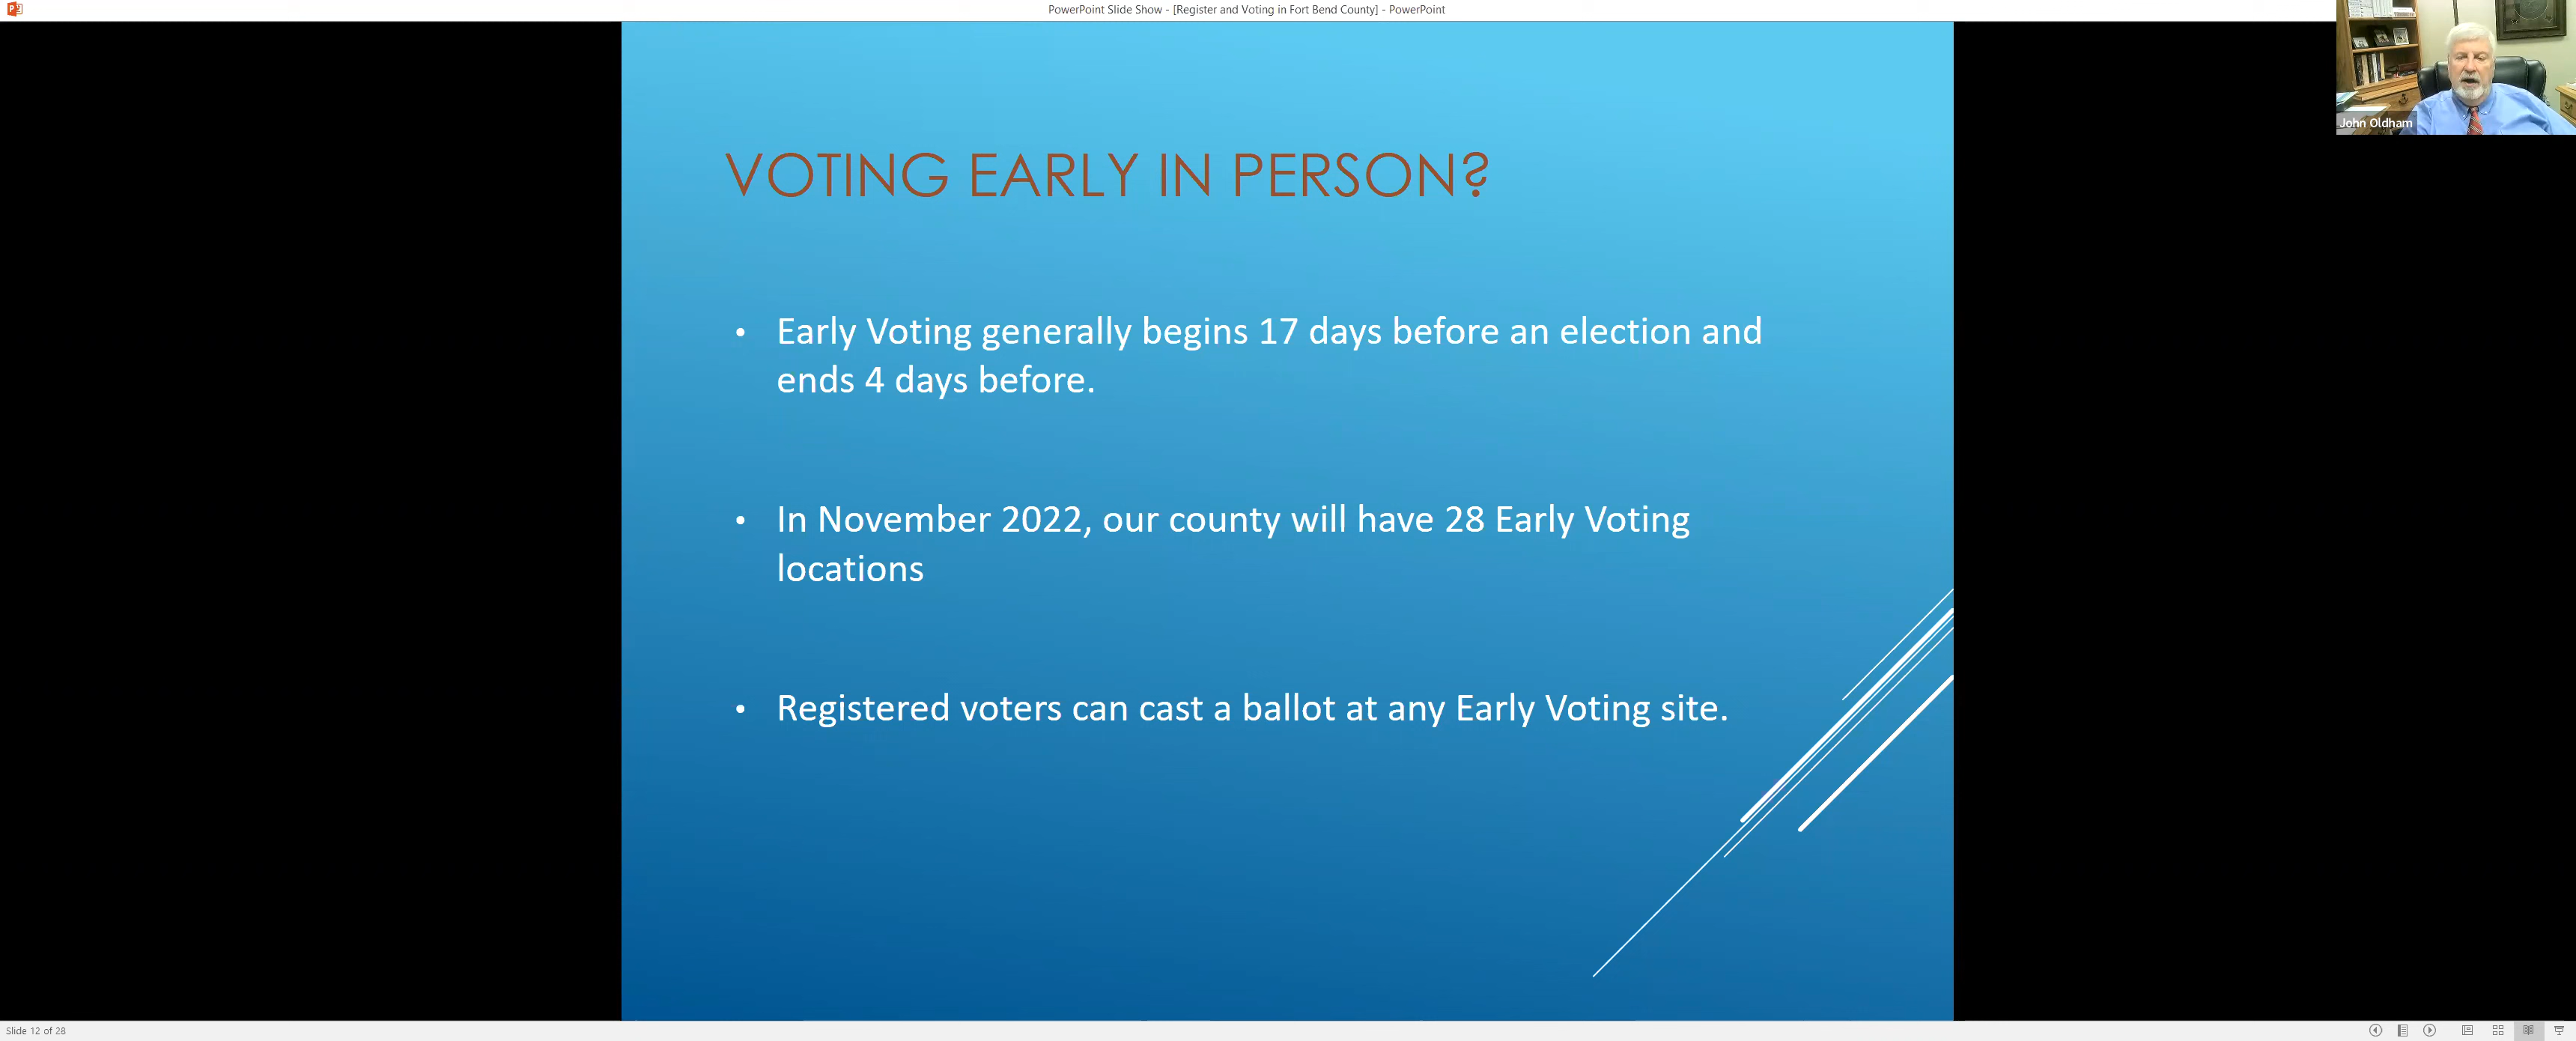 PowerPoint Slide Show - [Register and Voting in Fort Bend County] - PowerPoint
John Oldham
VOTING EARLY IN PERSON?
• Early Voting generally begins 17 days before an election and
ends 4 days before.
• In November 2022, our county will have 28 Early Voting
locations
• Registered voters can cast a ballot at any Early Voting site.
Slide 12 of 28